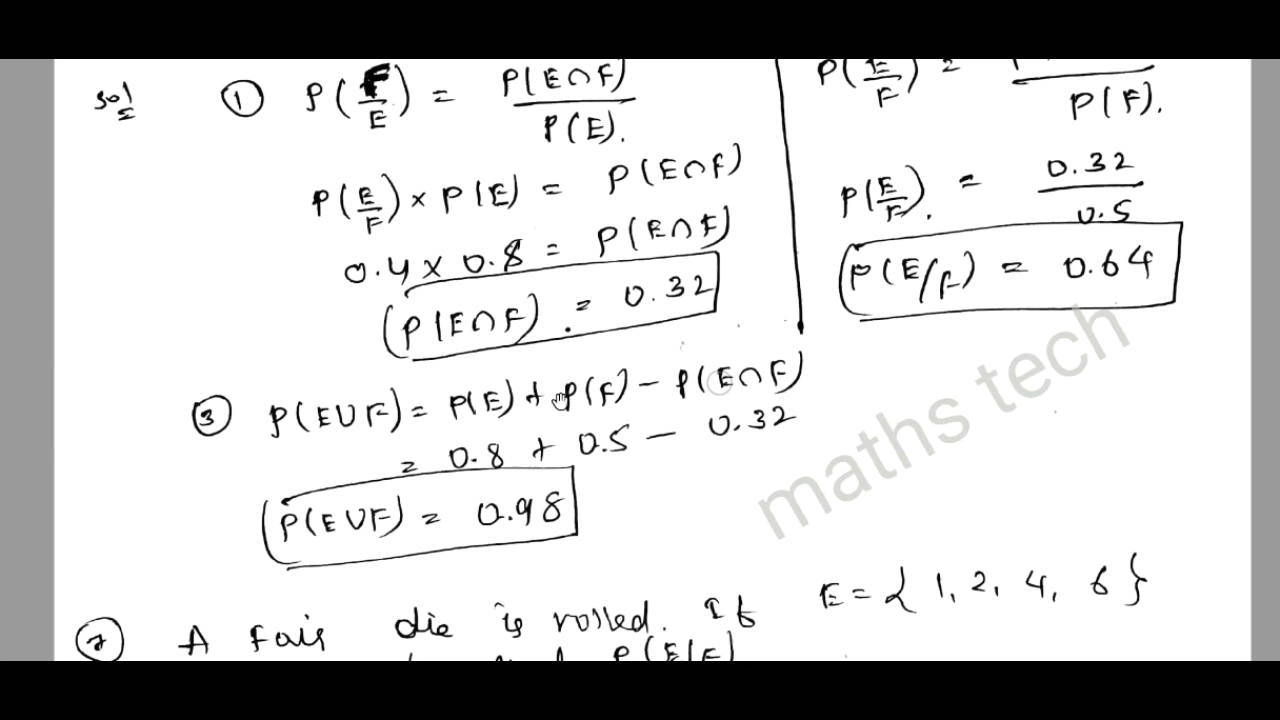 sol ① P(F/E) = P(E∩F)/P(E).
P(E/F) × P(E) = P(E∩F)
0.4 × 0.8 = P(E∩F)
P(E∩F) = 0.32
P(E/F) = /P(F).
P(E/F). = 0.32/0.5
P(E/F) = 0.64
③ P(E∪F) = P(E) + P(F) − P(E∩F)
= 0.8 + 0.5 − 0.32
P(E∪F) = 0.98
maths tech
⑦ A fair die is rolled. If E = { 1, 2, 4, 6 }
P(E/F)